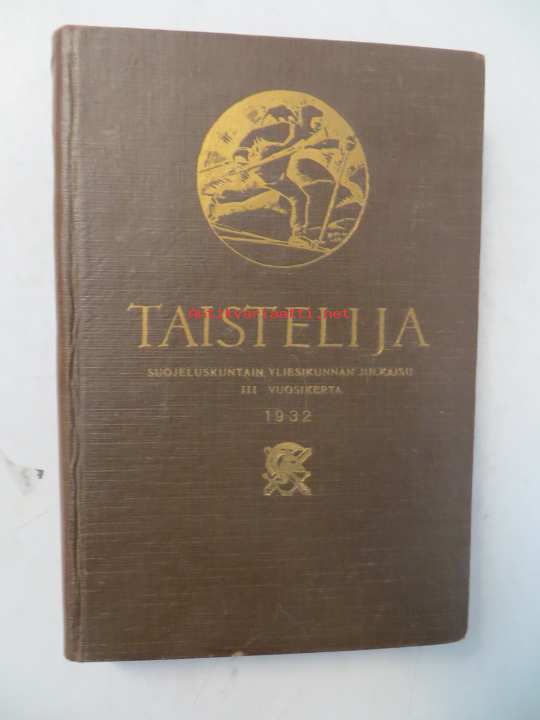 TAISTELIJA
Antikvariaatti.net
SUOJELUSKUNTAIN YLIESIKUNNAN JULKAISU
III VUOSIKERTA
1932